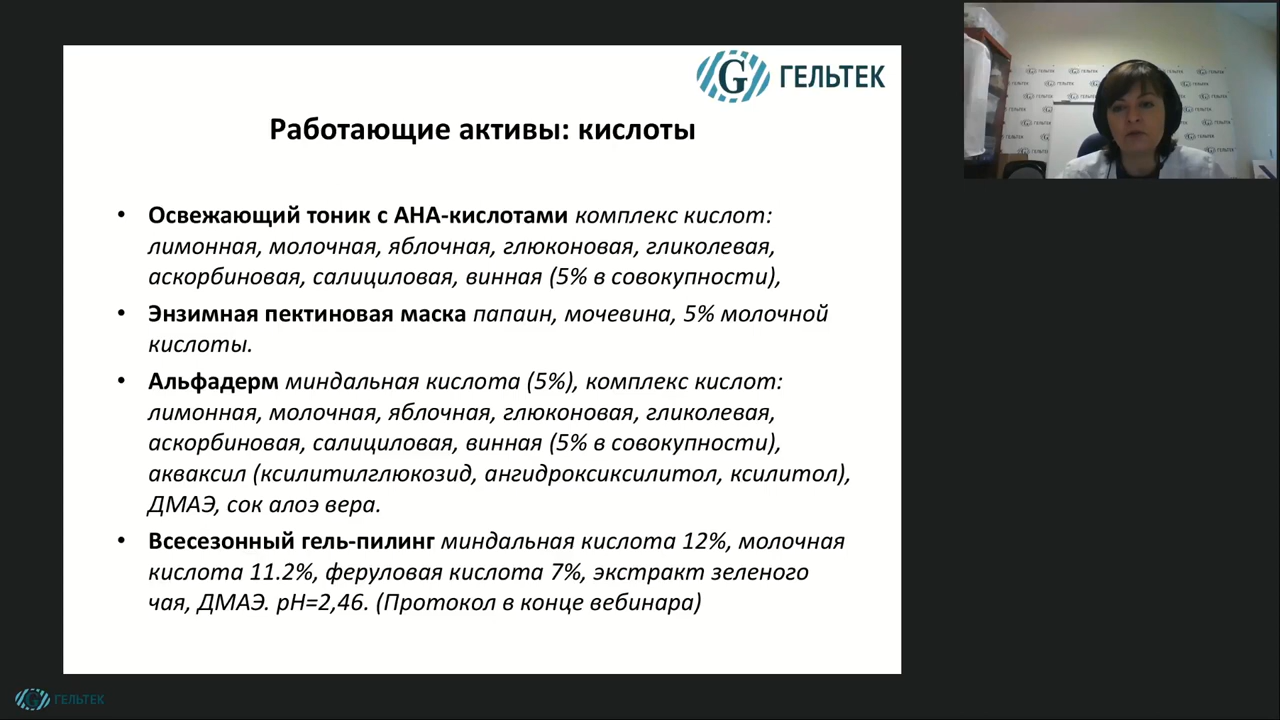 ГЕЛЬТЕК
Работающие активы: кислоты
• Освежающий тоник с АНА-кислотами комплекс кислот:
лимонная, молочная, яблочная, глюконовая, гликолевая,
аскорбиновая, салициловая, винная (5% в совокупности),
• Энзимная пектиновая маска папаин, мочевина, 5% молочной
кислоты.
• Альфадерм миндальная кислота (5%), комплекс кислот:
лимонная, молочная, яблочная, глюконовая, гликолевая,
аскорбиновая, салициловая, винная (5% в совокупности),
акваксил (ксилитилглюкозид, ангидроксиксилитол, ксилитол),
ДМАЭ, сок алоэ вера.
• Всесезонный гель-пилинг миндальная кислота 12%, молочная
кислота 11.2%, феруловая кислота 7%, экстракт зеленого
чая, ДМАЭ. pH=2,46. (Протокол в конце вебинара)
ГЕЛЬТЕК